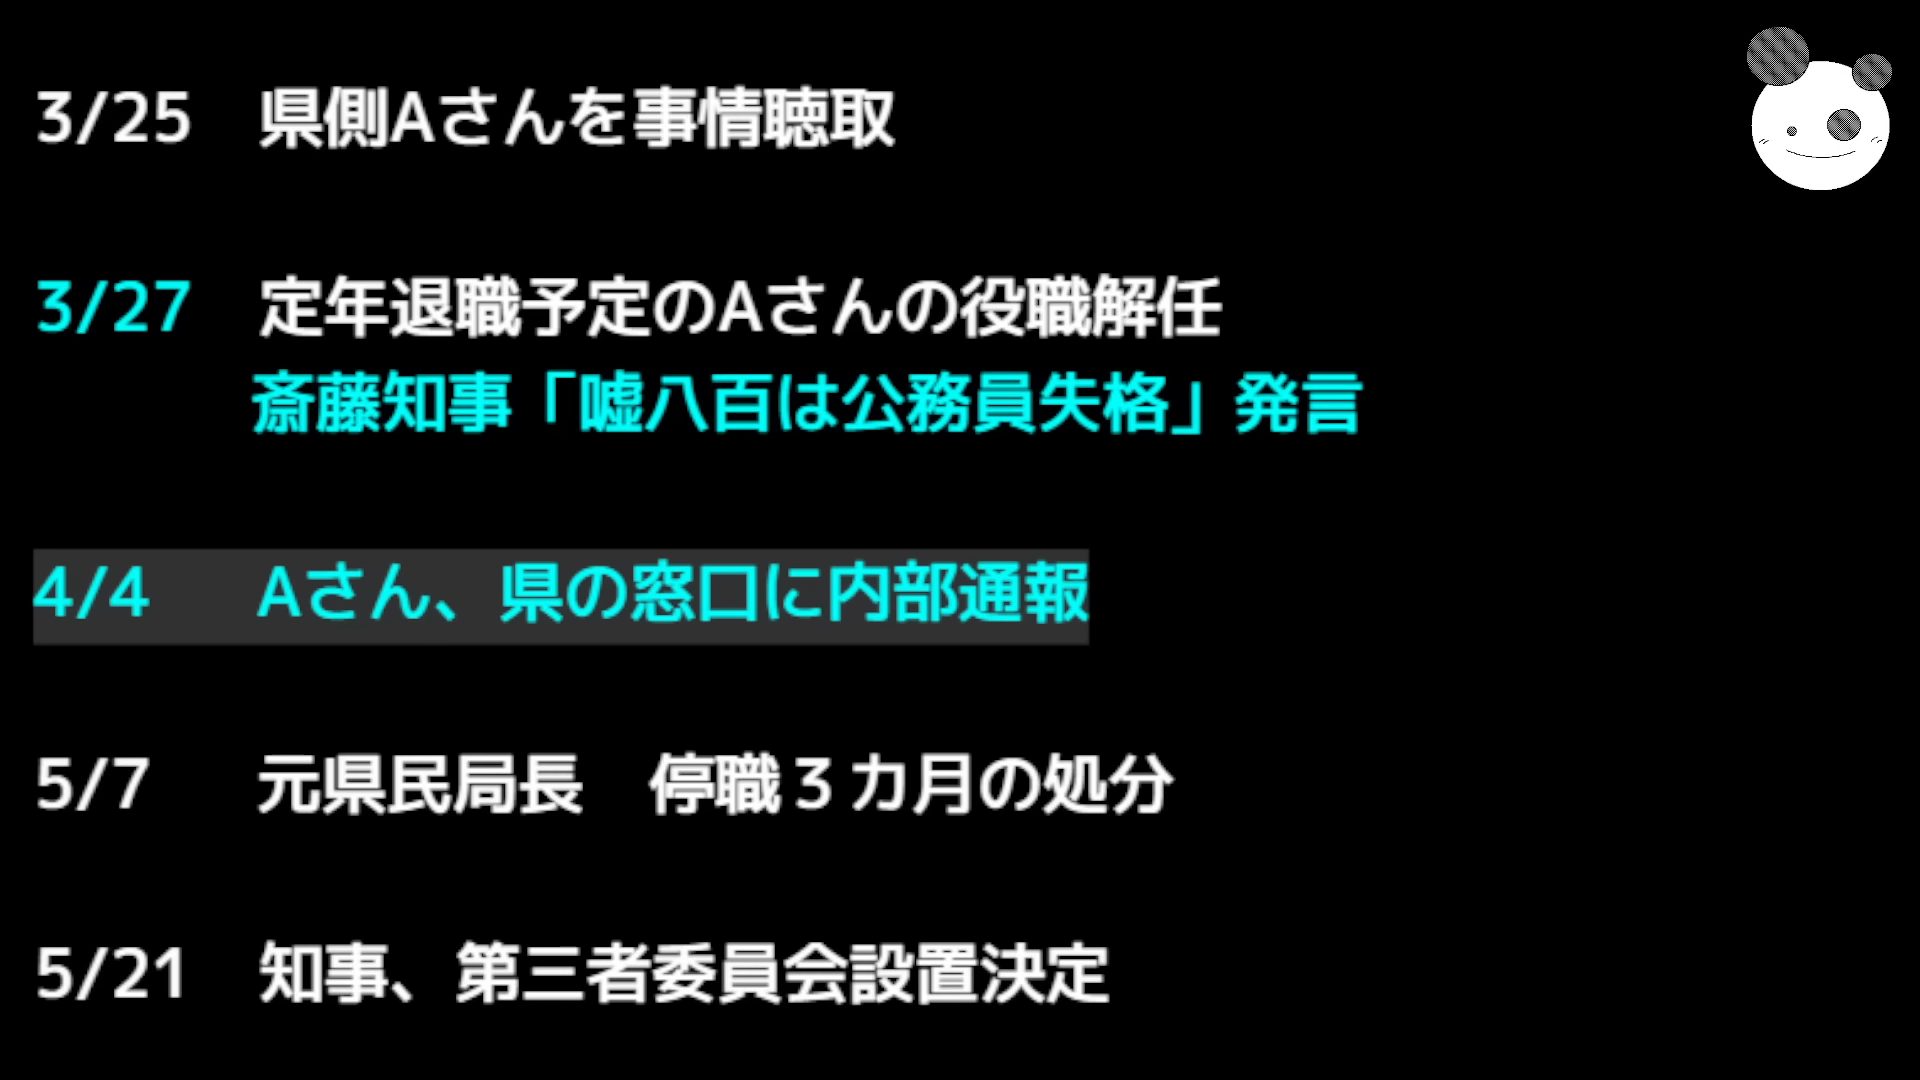 3/25　県側Aさんを事情聴取
3/27　定年退職予定のAさんの役職解任
斎藤知事「嘘八百は公務員失格」発言
4/4　Aさん、県の窓口に内部通報
5/7　元県民局長　停職３カ月の処分
5/21　知事、第三者委員会設置決定